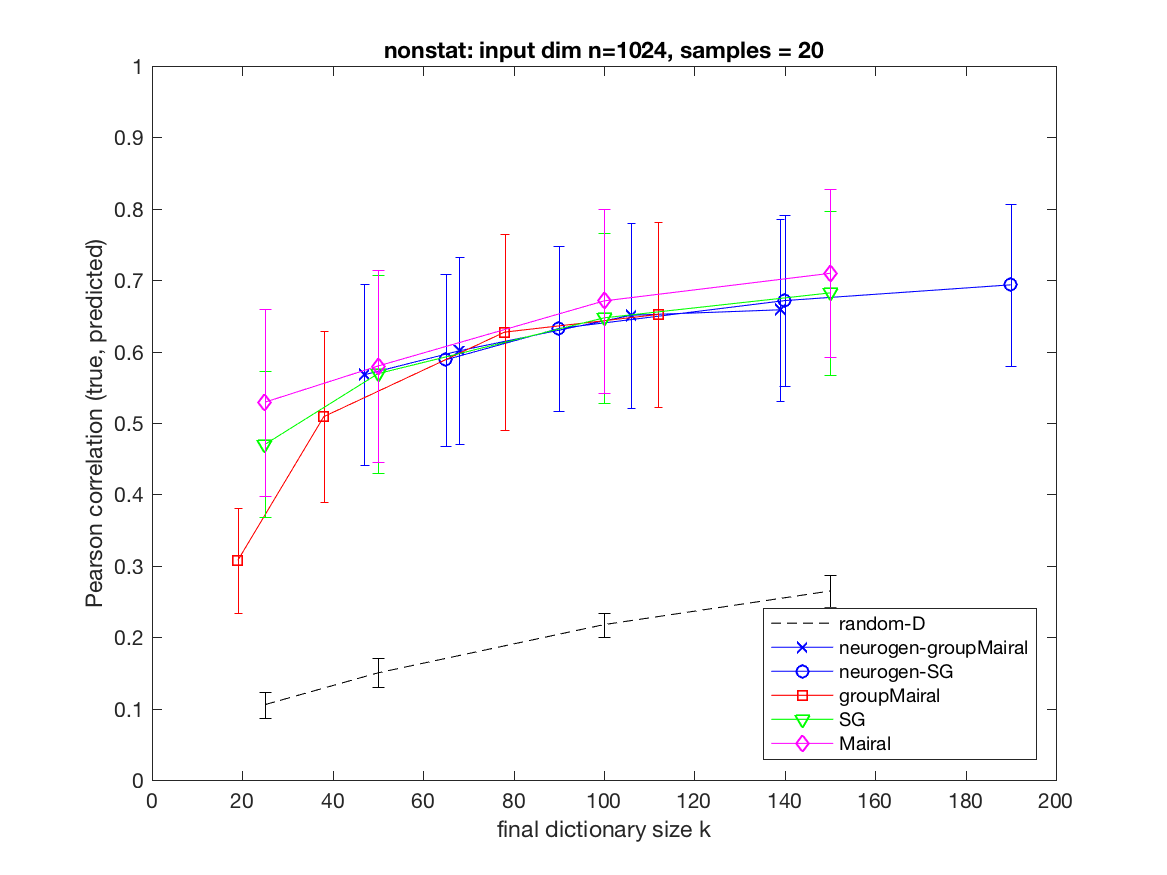 nonstat: input dim n=1024, samples = 20
1
0.9
0.8
0.7
0.6
0.5
0.4
0.3
0.2
0.1
0
Pearson correlation (true, predicted)
random-D
neurogen-groupMairal
neurogen-SG
groupMairal
SG
Mairal
0 20 40 60 80 100 120 140 160 180 200
final dictionary size k